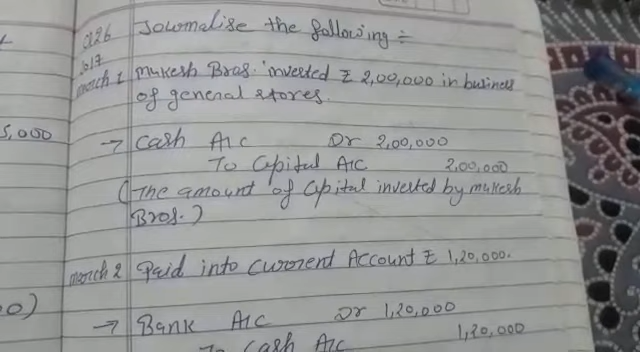 Q26 Journalise the following :-
2017
March 1 Mukesh Bros. invested ₹ 2,00,000 in business
of general stores.
5,000 → Cash A/C Dr 2,00,000
To Capital A/C 2,00,000
(The amount of Capital invested by mukesh
Bros.)
march 2 Paid into Current Account ₹ 1,20,000.
→ Bank A/C Dr 1,20,000
To Cash A/C 1,20,000